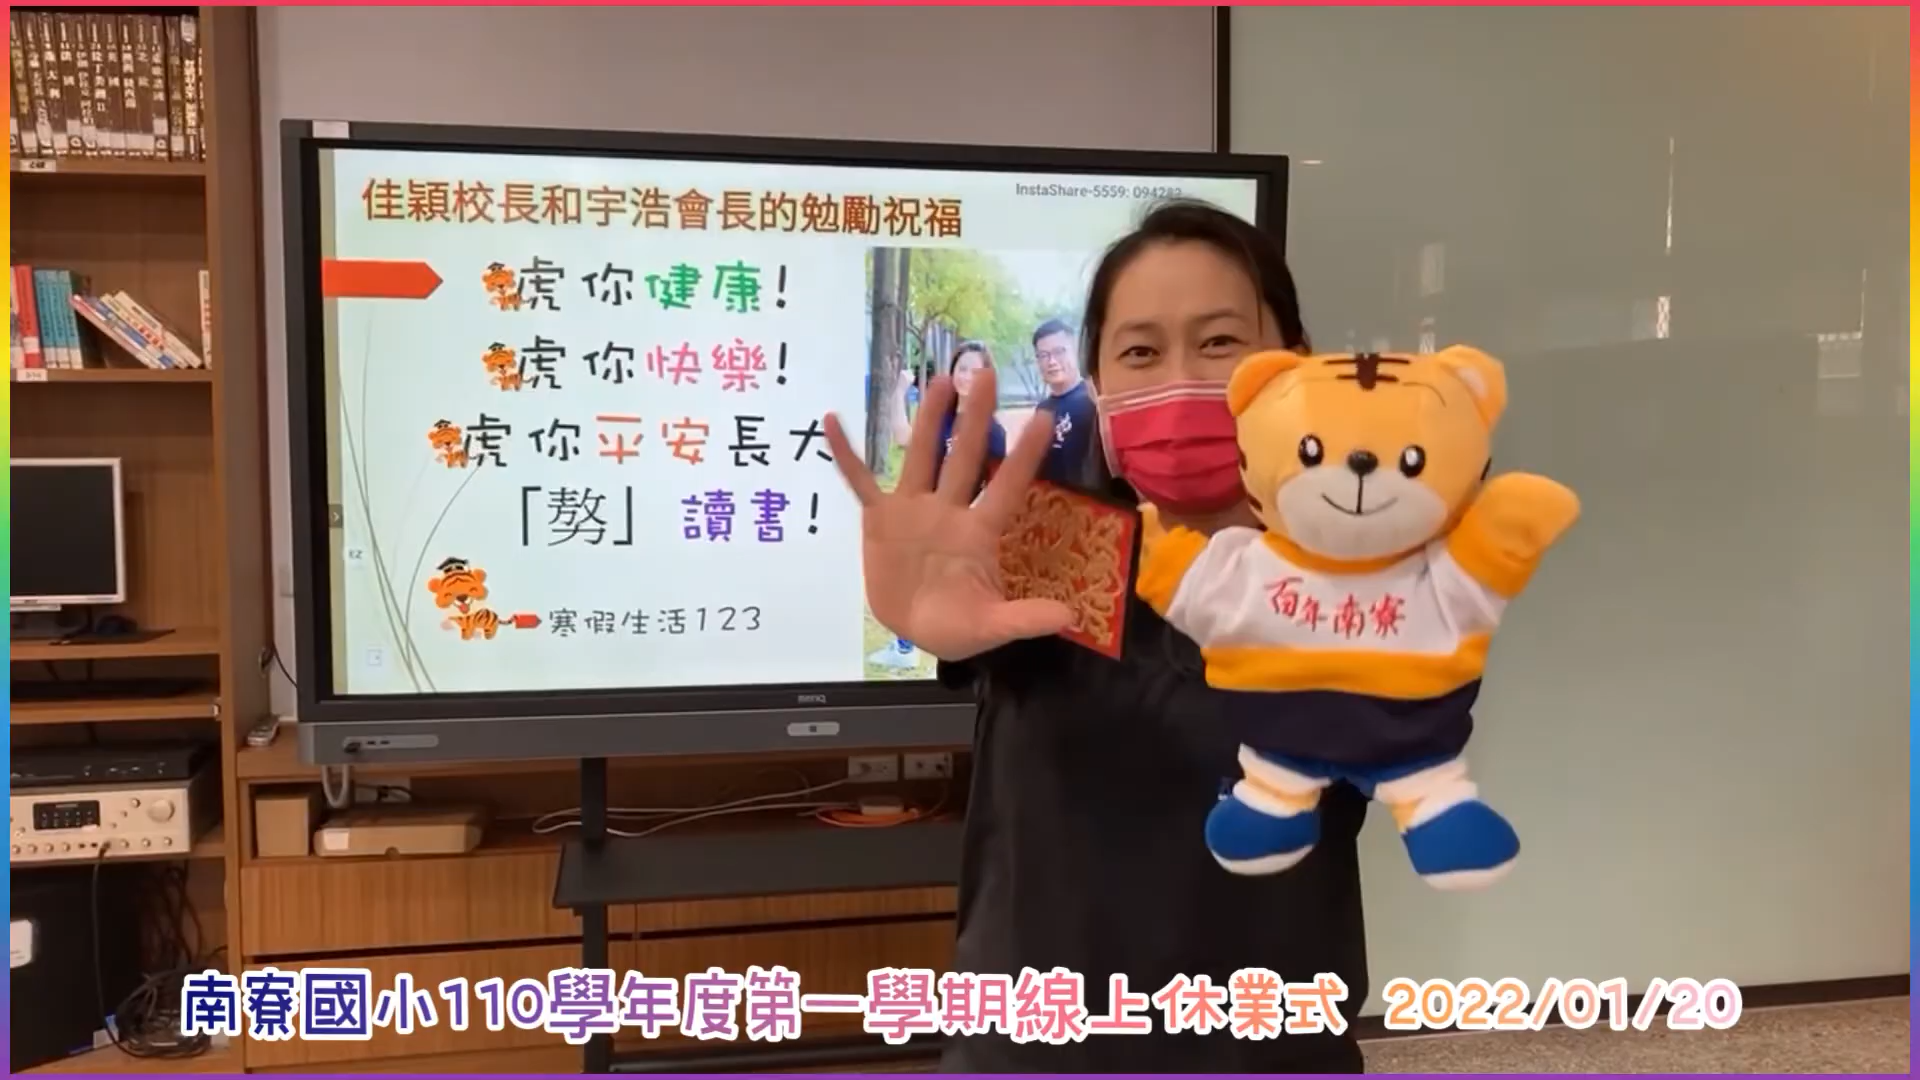 佳穎校長和宇浩會長的勉勵祝福
InstaShare-5559: 094282
虎你健康!
虎你快樂!
虎你平安長大
「勥」讀書!
寒假生活123
BenQ
百年南寮
南寮國小110學年度第一學期線上休業式 2022/01/20